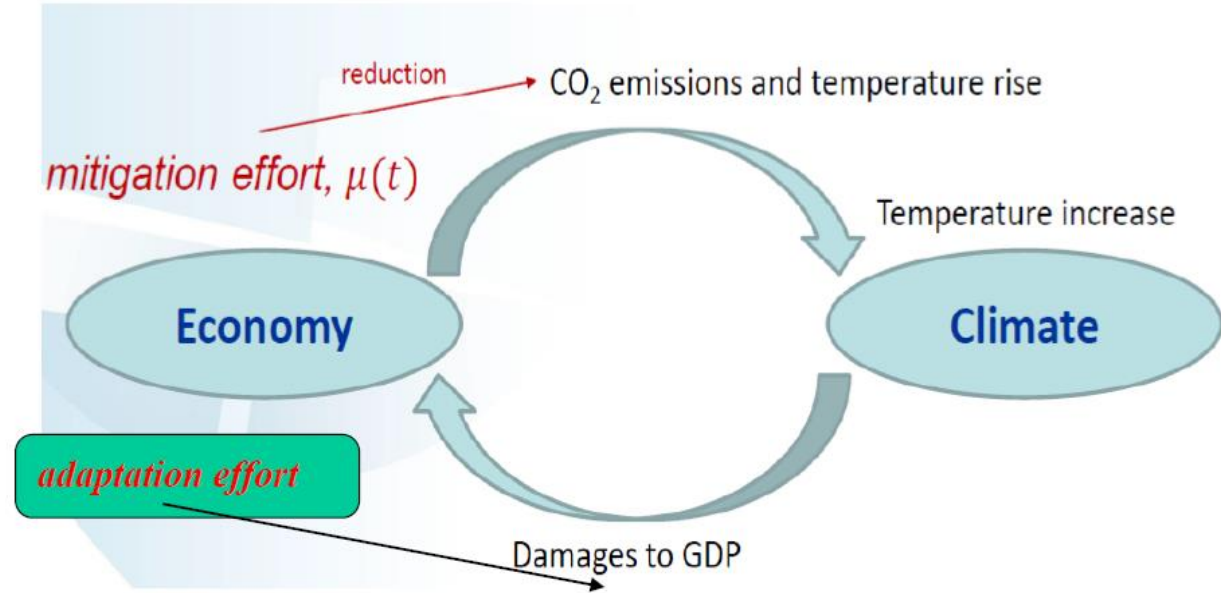 reduction
CO₂ emissions and temperature rise
mitigation effort, μ(t)
Temperature increase
Economy
Climate
adaptation effort
Damages to GDP